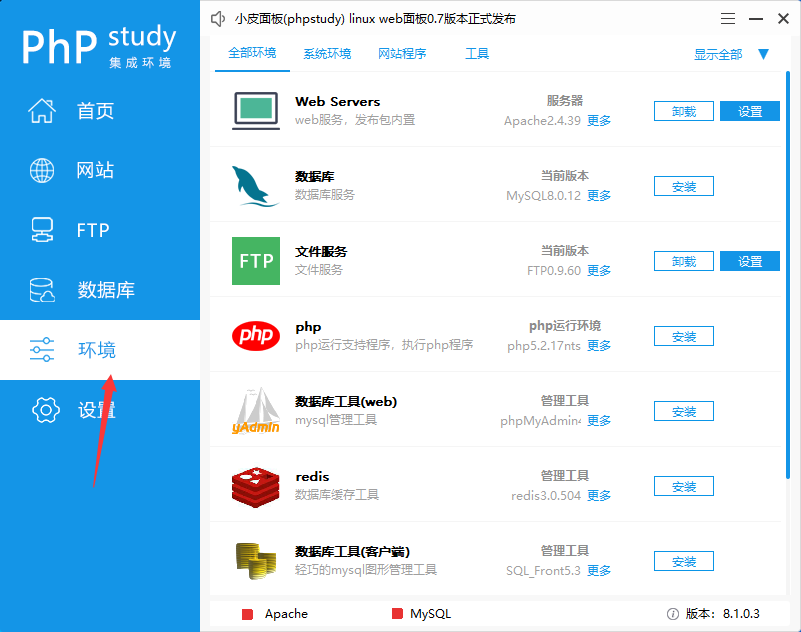 小皮面板(phpstudy) linux web面板0.7版本正式发布
PhP study
集成环境
首页
网站
FTP
数据库
环境
设置
全部环境 系统环境 网站程序 工具 显示全部
Web Servers
web服务，发布包内置
服务器
Apache2.4.39 更多
卸载 设置
数据库
数据库服务
当前版本
MySQL8.0.12 更多
安装
FTP
文件服务
文件服务
当前版本
FTP0.9.60 更多
卸载 设置
php
php
php运行支持程序，执行php程序
php运行环境
php5.2.17nts 更多
安装
yAdmin
数据库工具(web)
mysql管理工具
管理工具
phpMyAdmin4 更多
安装
redis
数据库缓存工具
管理工具
redis3.0.504 更多
安装
数据库工具(客户端)
轻巧的mysql图形管理工具
管理工具
SQL_Front5.3 更多
安装
Apache MySQL 版本：8.1.0.3